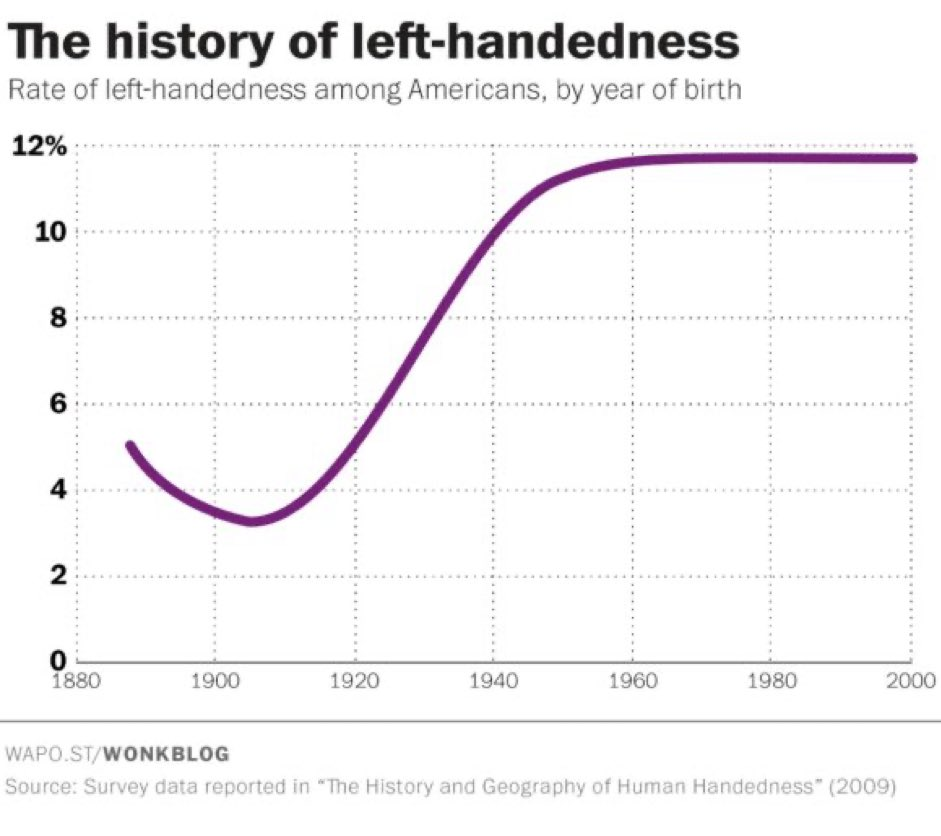 The history of left-handedness
Rate of left-handedness among Americans, by year of birth
12%
10
8
6
4
2
0
1880 1900 1920 1940 1960 1980 2000
WAPO.ST/WONKBLOG
Source: Survey data reported in “The History and Geography of Human Handedness” (2009)